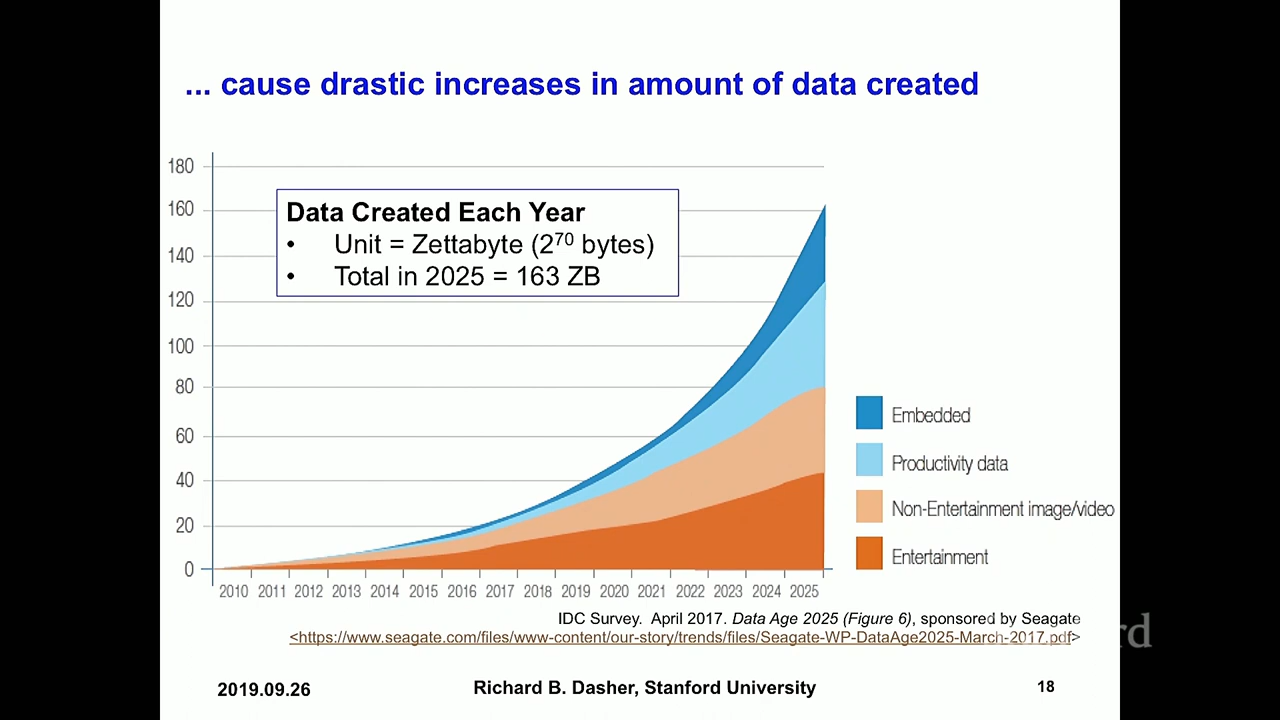 ... cause drastic increases in amount of data created
180
160
140
120
100
80
60
40
20
0
Data Created Each Year
• Unit = Zettabyte (2⁷⁰ bytes)
• Total in 2025 = 163 ZB
Embedded
Productivity data
Non-Entertainment image/video
Entertainment
2010 2011 2012 2013 2014 2015 2016 2017 2018 2019 2020 2021 2022 2023 2024 2025
IDC Survey. April 2017. Data Age 2025 (Figure 6), sponsored by Seagate
<https://www.seagate.com/files/www-content/our-story/trends/files/Seagate-WP-DataAge2025-March-2017.pdf>
2019.09.26 Richard B. Dasher, Stanford University 18